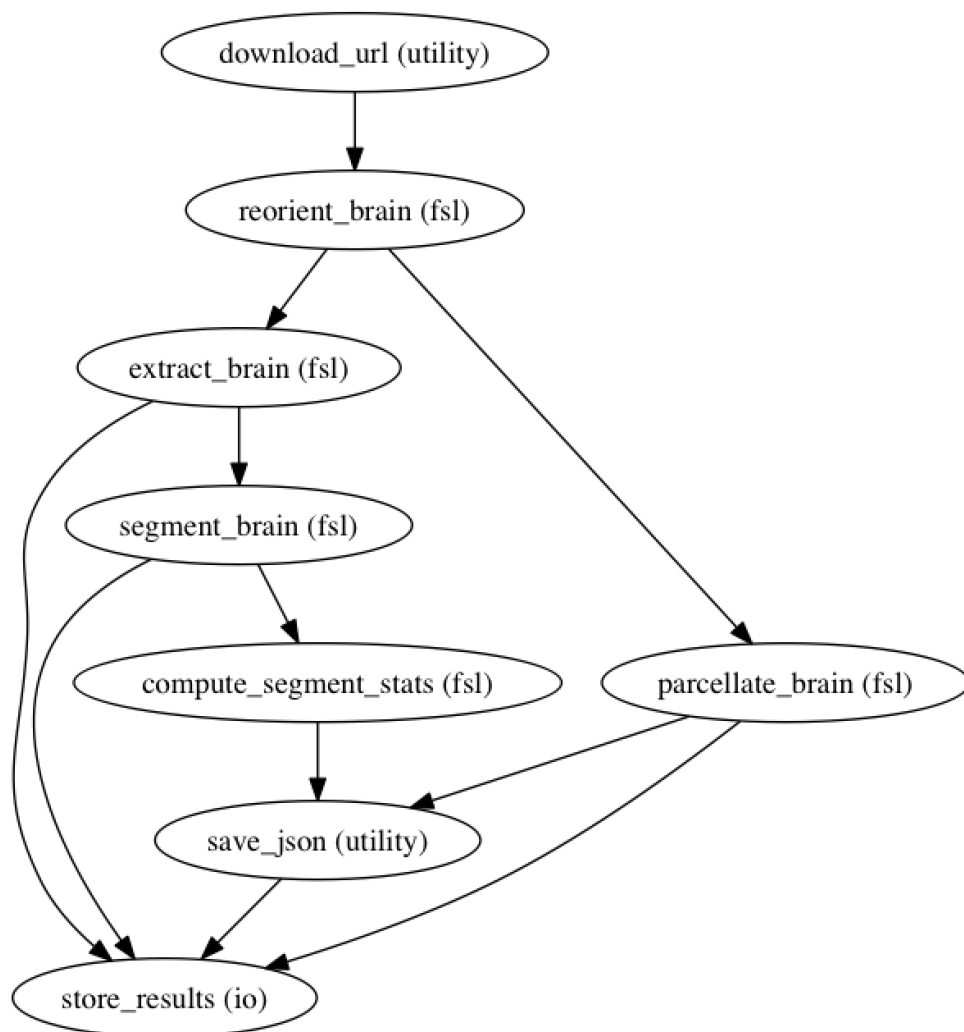 download_url (utility)
reorient_brain (fsl)
extract_brain (fsl)
segment_brain (fsl)
compute_segment_stats (fsl)
parcellate_brain (fsl)
save_json (utility)
store_results (io)